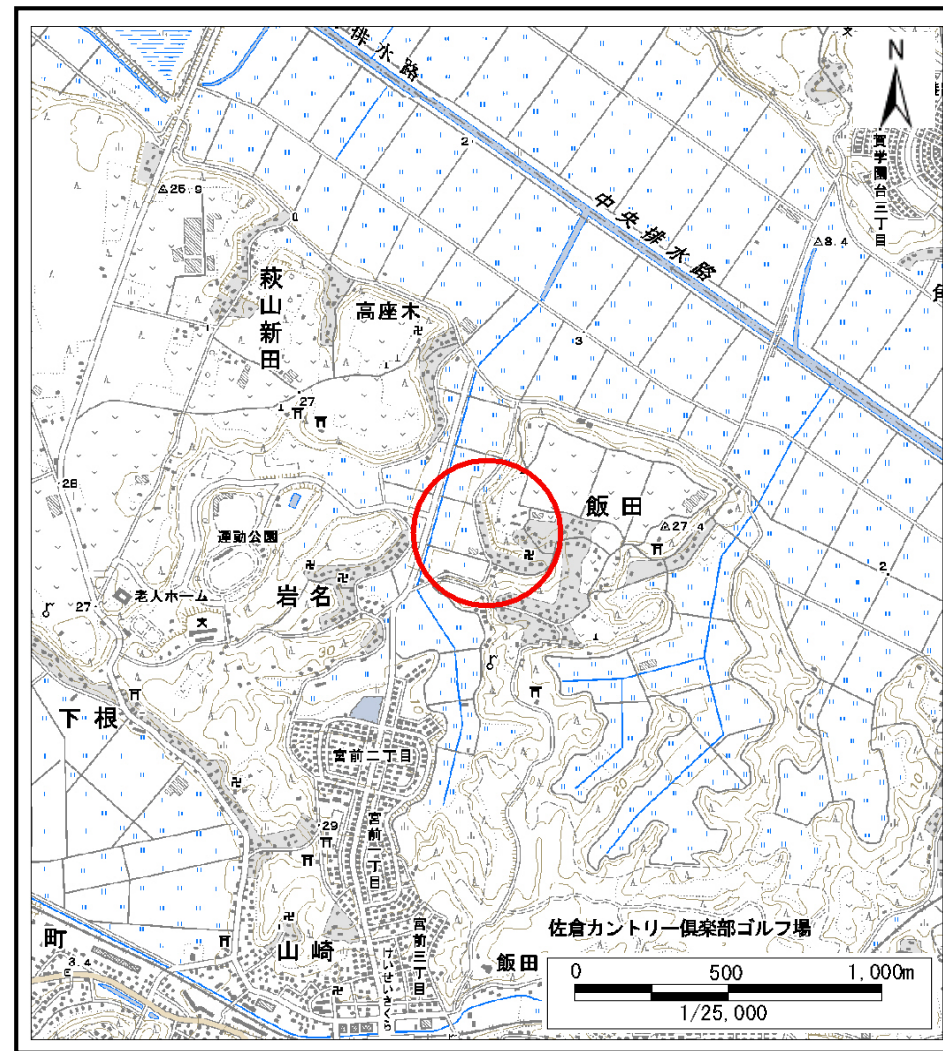 排水路
N
賀学園台三丁目
2
△25.9
中央排水路
△8.4
萩山新田
高座木
3
27
28
飯田
△27.4
運動公園
2
老人ホーム
岩名
27
30
下根
宮前二丁目
10
20
29
宮前一丁目
佐倉カントリー倶楽部ゴルフ場
宮前三丁目
町
山崎
飯田
3.4
けいせいさくら
0 500 1,000m
1/25,000